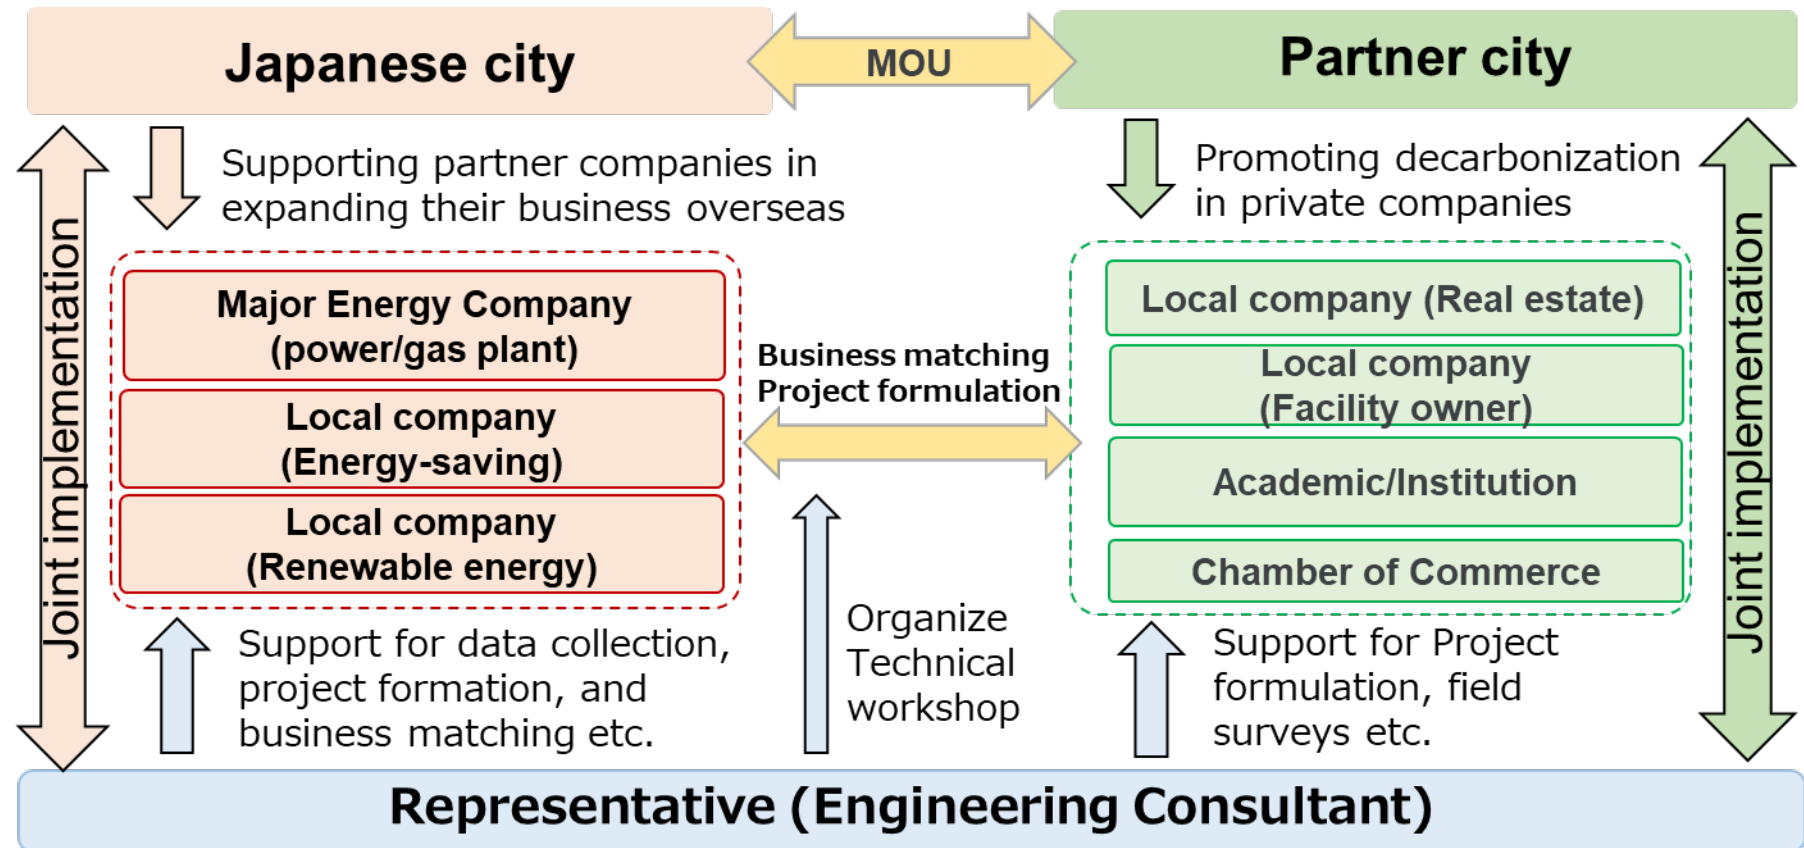 Japanese city
MOU
Partner city
Supporting partner companies in
expanding their business overseas
Promoting decarbonization
in private companies
Joint implementation
Major Energy Company
(power/gas plant)
Local company
(Energy-saving)
Local company
(Renewable energy)
Business matching
Project formulation
Local company (Real estate)
Local company
(Facility owner)
Academic/Institution
Chamber of Commerce
Joint implementation
Support for data collection,
project formation, and
business matching etc.
Organize
Technical
workshop
Support for Project
formulation, field
surveys etc.
Representative (Engineering Consultant)